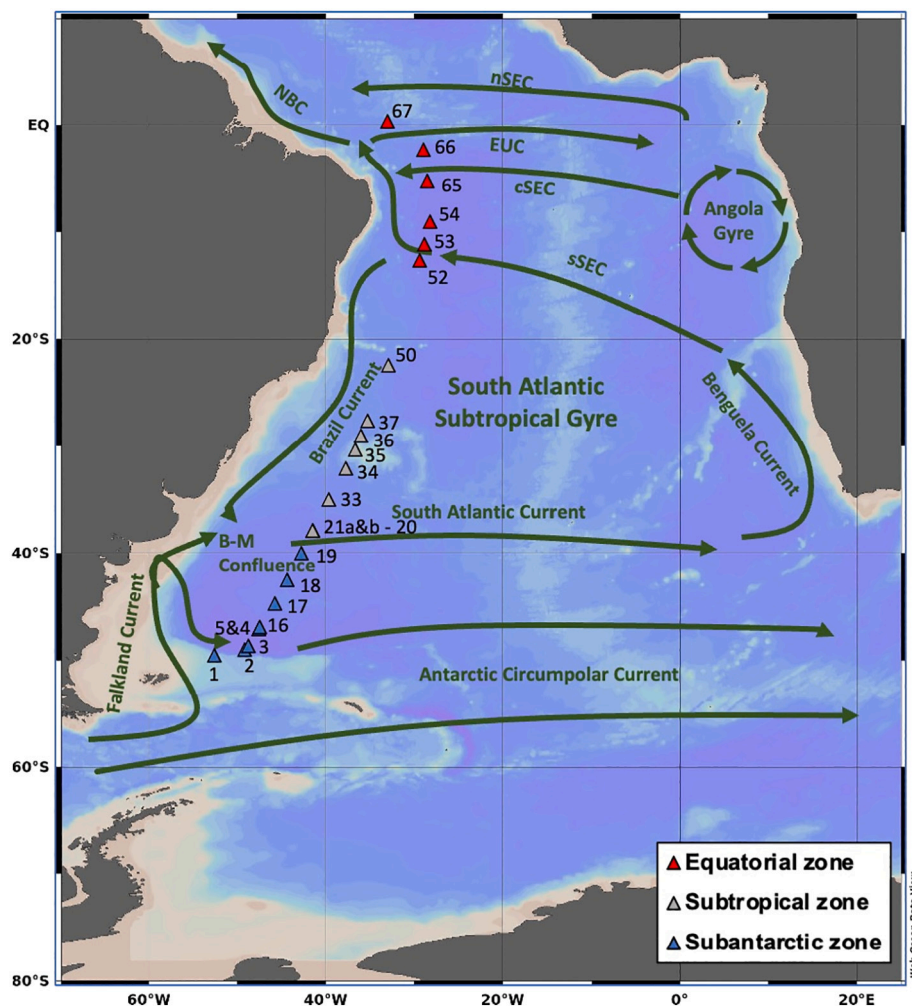 nSEC
NBC
67
EQ
EUC
66
cSEC
65
54
Angola
Gyre
53
sSEC
52
20°S
50
South Atlantic
Subtropical Gyre
Brazil Current
Benguela Current
37
36
35
34
33
South Atlantic Current
21a&b - 20
40°S
B-M
Confluence
19
18
17
Falkland Current
5&4
16
3
2
1
Antarctic Circumpolar Current
60°S
Equatorial zone
Subtropical zone
Subantarctic zone
80°S
60°W
40°W
20°W
0°
20°E